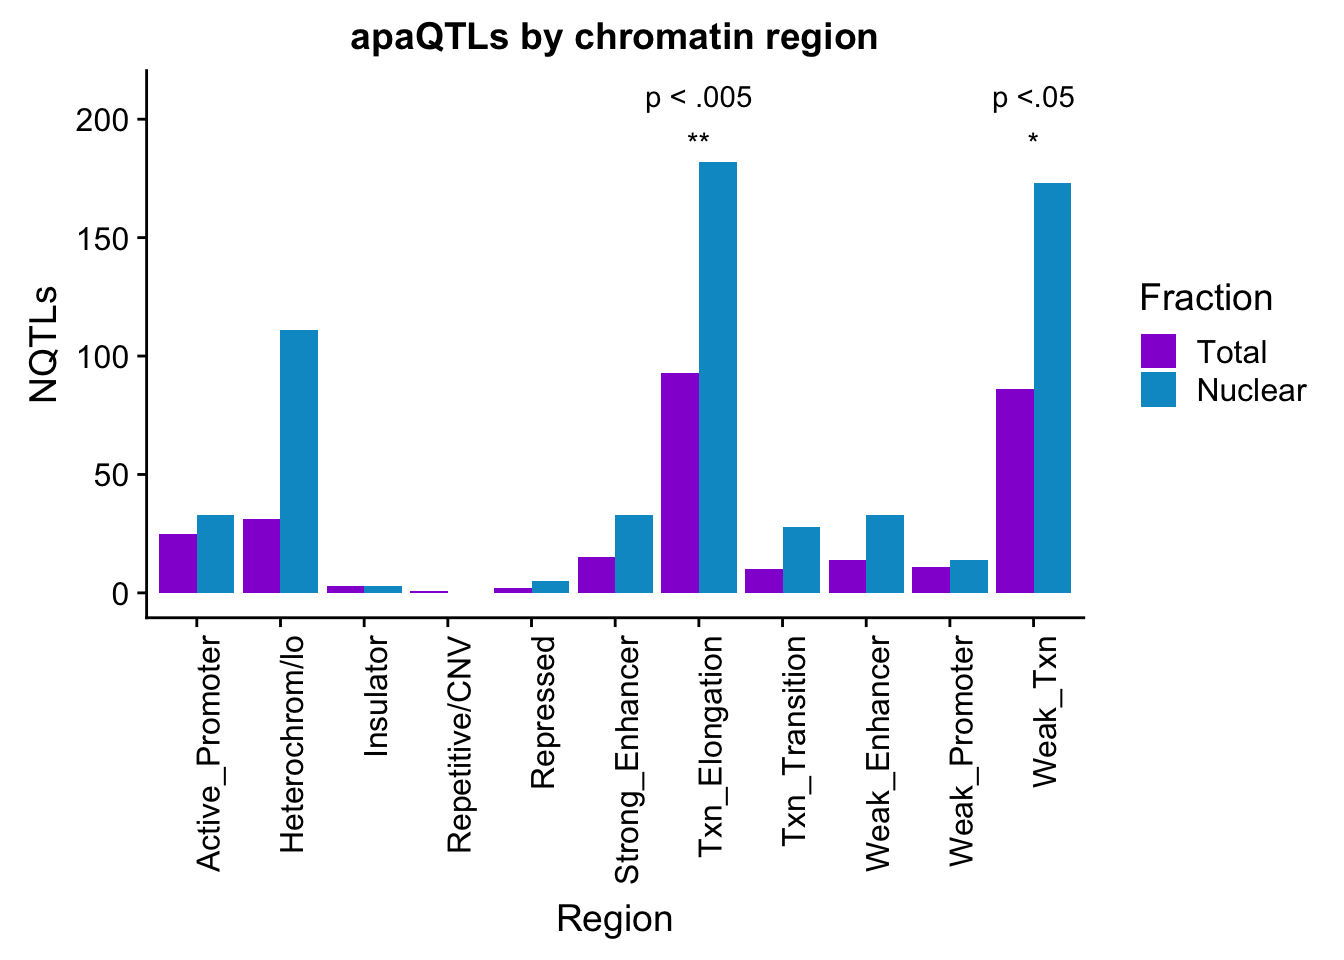 apaQTLs by chromatin region
p < .005
p <.05
**
*
200
150
100
50
0
NQTLs
Fraction
Total
Nuclear
Active_Promoter
Heterochrom/lo
Insulator
Repetitive/CNV
Repressed
Strong_Enhancer
Txn_Elongation
Txn_Transition
Weak_Enhancer
Weak_Promoter
Weak_Txn
Region